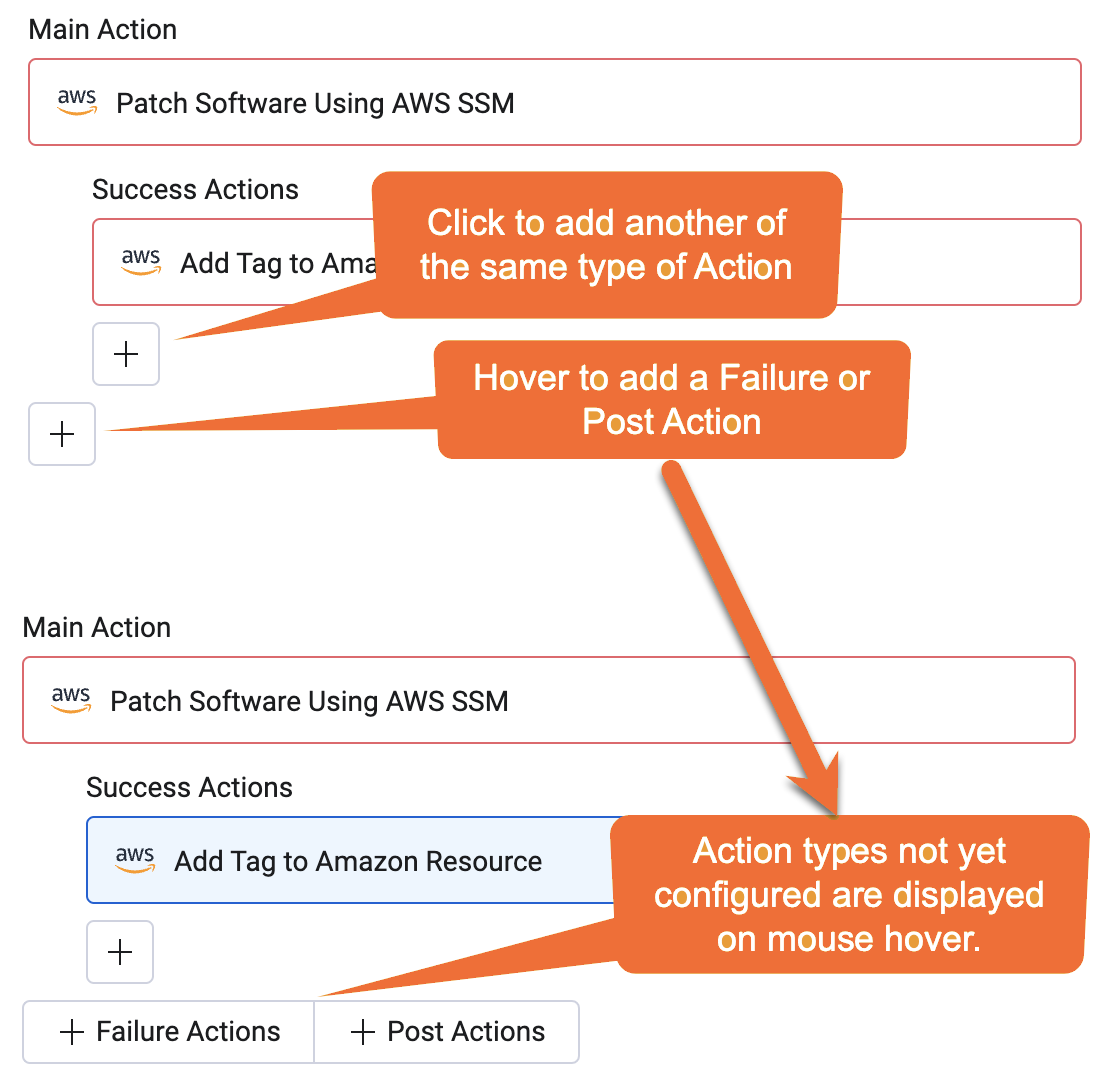 Main Action
aws Patch Software Using AWS SSM
Success Actions
Click to add another of
the same type of Action
aws Add Tag to Ama
+
Hover to add a Failure or
Post Action
+
Main Action
aws Patch Software Using AWS SSM
Success Actions
aws Add Tag to Amazon Resource
Action types not yet
configured are displayed
on mouse hover.
+
+ Failure Actions
+ Post Actions